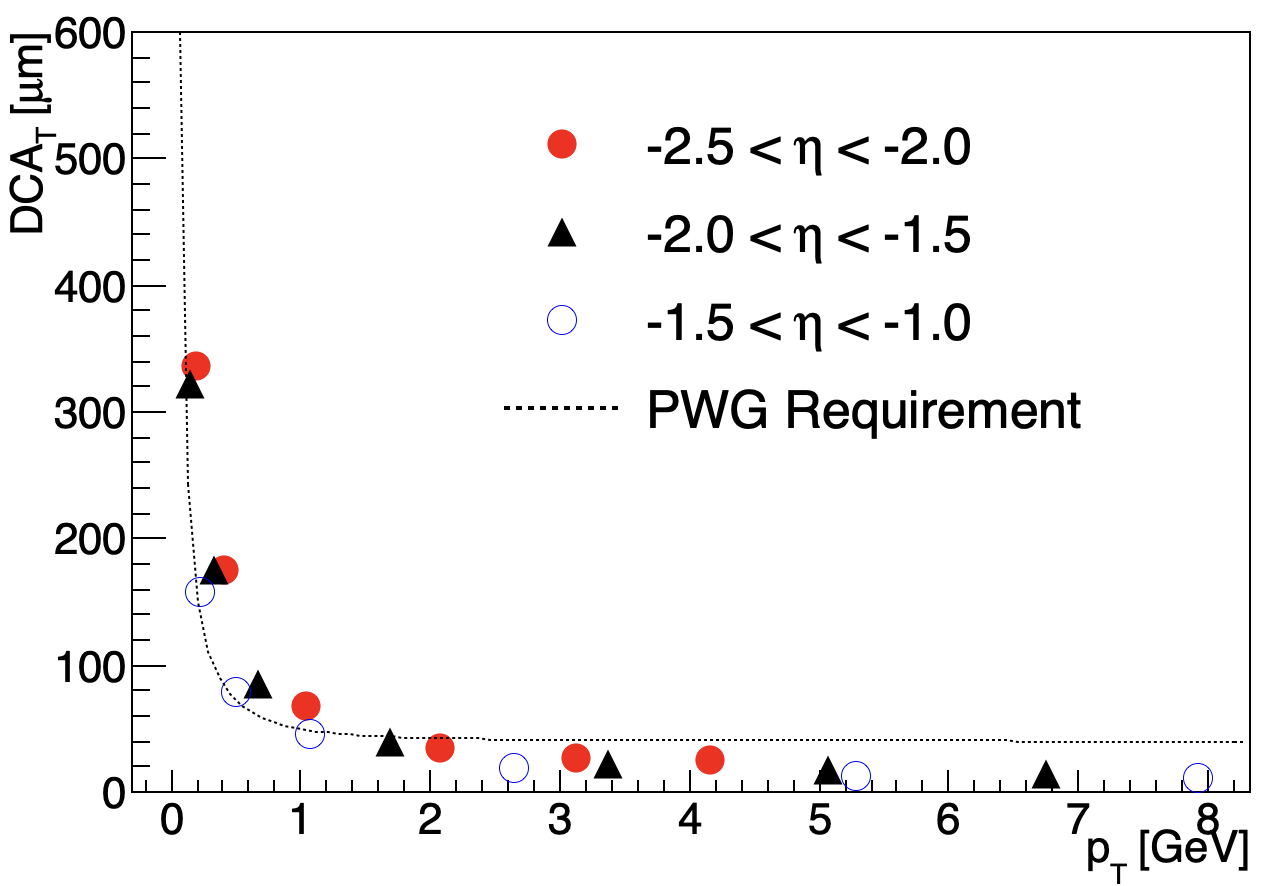 DCA_T [μm]
600
500
400
300
200
100
0
-2.5 < η < -2.0
-2.0 < η < -1.5
-1.5 < η < -1.0
PWG Requirement
0 1 2 3 4 5 6 7 8
p_T [GeV]